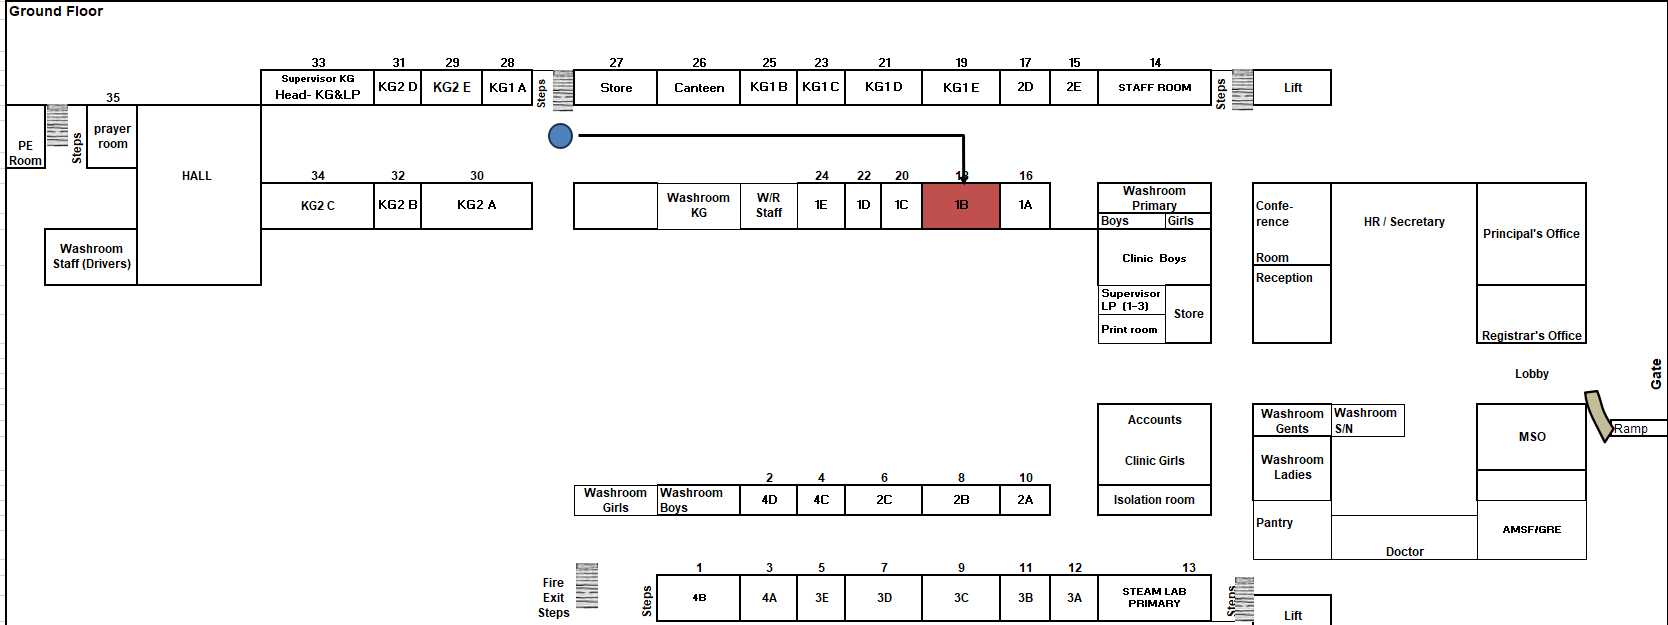 Ground Floor
33 31 29 28 27 26 25 23 21 19 17 15 14
Supervisor KG
Head- KG&LP
KG2 D
KG2 E
KG1 A
Steps
Store
Canteen
KG1 B
KG1 C
KG1 D
KG1 E
2D
2E
STAFF ROOM
Steps
Lift
35
PE
Room
Steps
prayer
room
HALL
34 32 30 24 22 20 18 16
KG2 C
KG2 B
KG2 A
Washroom
KG
W/R
Staff
1E
1D
1C
1B
1A
Washroom
Primary
Boys
Girls
Clinic Boys
Supervisor
LP (1-3)
Print room
Store
Confe-
rence
Room
Reception
HR / Secretary
Principal's Office
Registrar's Office
Washroom
Staff (Drivers)
Lobby
Gate
Ramp
Accounts
Clinic Girls
Isolation room
Washroom
Gents
Washroom
S/N
Washroom
Ladies
Pantry
Doctor
MSO
AMSF/GRE
2 4 6 8 10
Washroom
Girls
Washroom
Boys
4D
4C
2C
2B
2A
1 3 5 7 9 11 12 13
Fire
Exit
Steps
Steps
4B
4A
3E
3D
3C
3B
3A
STEAM LAB
PRIMARY
Steps
Lift